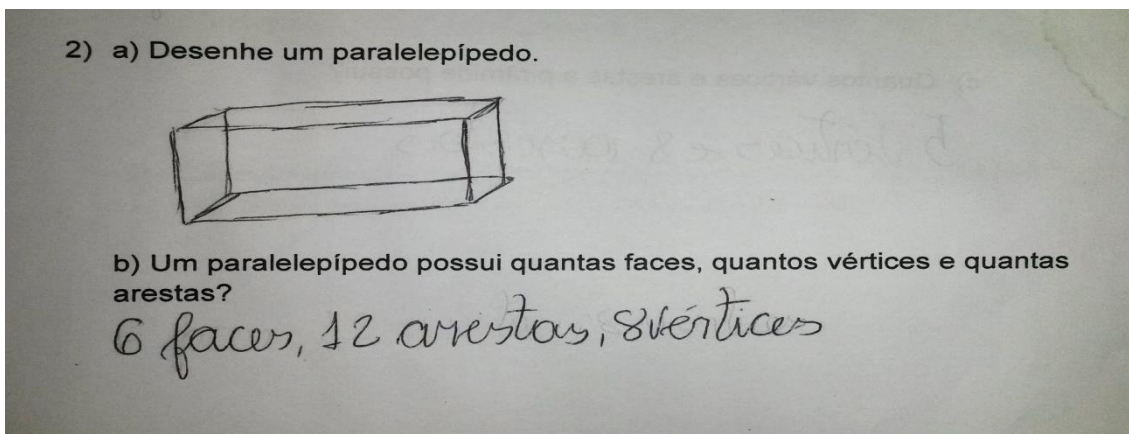 2) a) Desenhe um paralelepípedo.
b) Um paralelepípedo possui quantas faces, quantos vértices e quantas
arestas?
6 faces, 12 arestas, 8 vértices